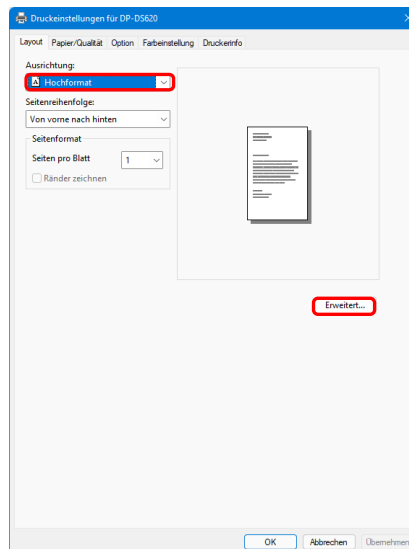 Druckeinstellungen für DP-DS620
Layout Papier/Qualität Option Farbeinstellung Druckerinfo
Ausrichtung:
A Hochformat
Seitenreihenfolge:
Von vorne nach hinten
Seitenformat
Seiten pro Blatt 1
Ränder zeichnen
Erweitert...
OK Abbrechen Übernehmen